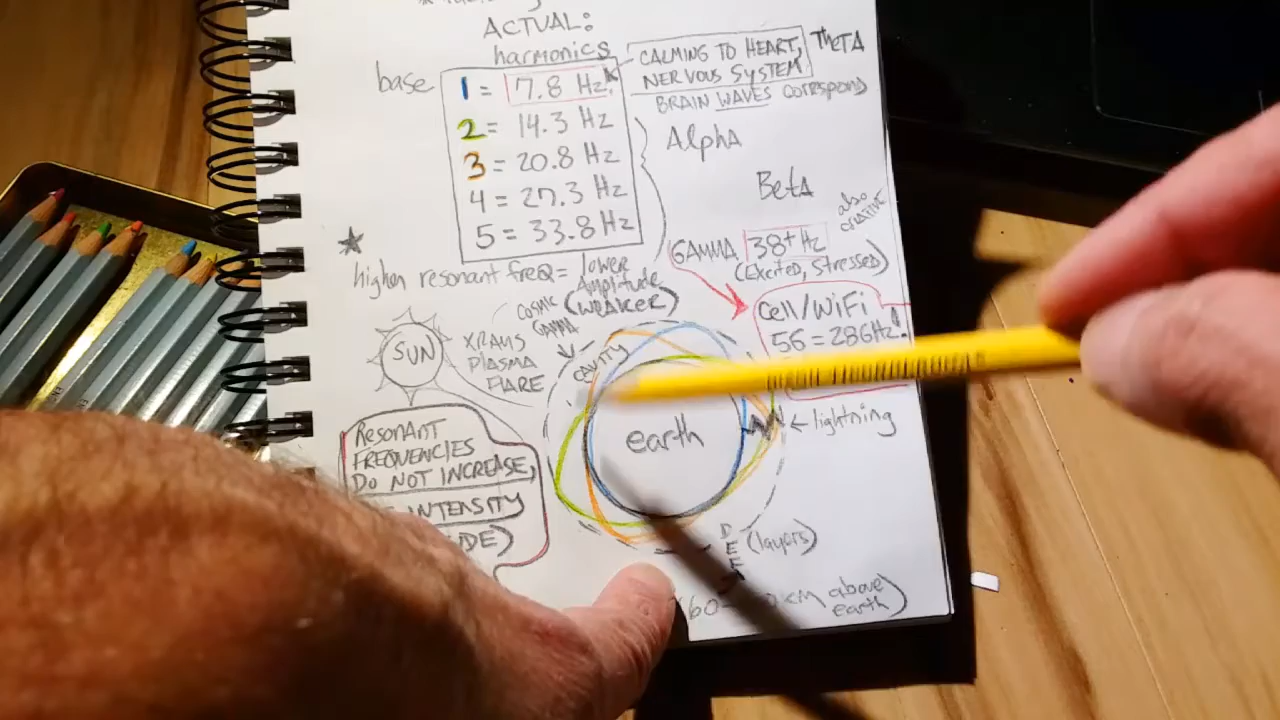 ACTUAL:
harmonics
base
1 = 7.8 Hz
2 = 14.3 Hz
3 = 20.8 Hz
4 = 27.3 Hz
5 = 33.8 Hz
CALMING TO HEART,
NERVOUS SYSTEM
THETA
BRAIN WAVES correspond
Alpha
Beta
also
creative
GAMMA 38+ Hz
(Excited, Stressed)
higher resonant freq = lower
Amplitude
(WEAKER)
Cell/WiFi
56 = 286Hz!
SUN
COSMIC
GAMMA
XRAYS
PLASMA
FLARE
CAVITY
earth
← lightning
Resonant
FREQUENCIES
DO NOT INCREASE,
INTENSITY
(layers)
above
earth)